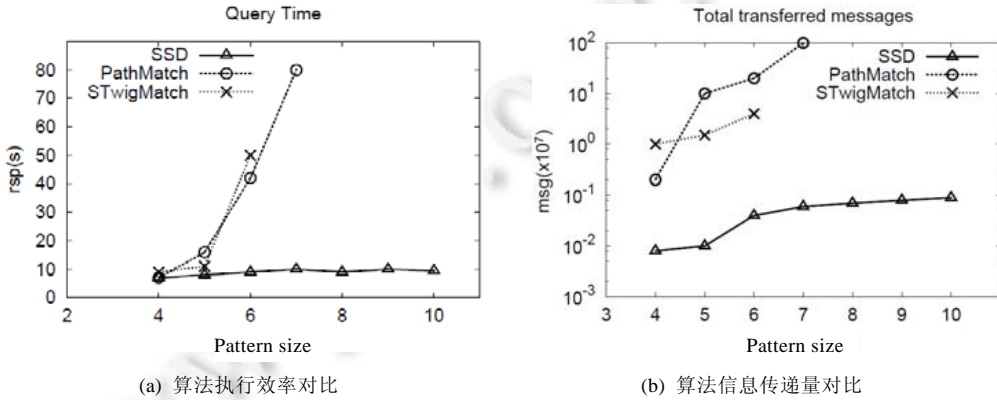 Query Time
SSD
PathMatch
STwigMatch
80
70
60
50
40
30
20
10
0
rsp(s)
2
4
6
8
10
Pattern size
(a) 算法执行效率对比
Total transferred messages
SSD
PathMatch
STwigMatch
10²
10¹
10⁰
10⁻¹
10⁻²
10⁻³
msg(x10⁷)
3
4
5
6
7
8
9
10
Pattern size
(b) 算法信息传递量对比